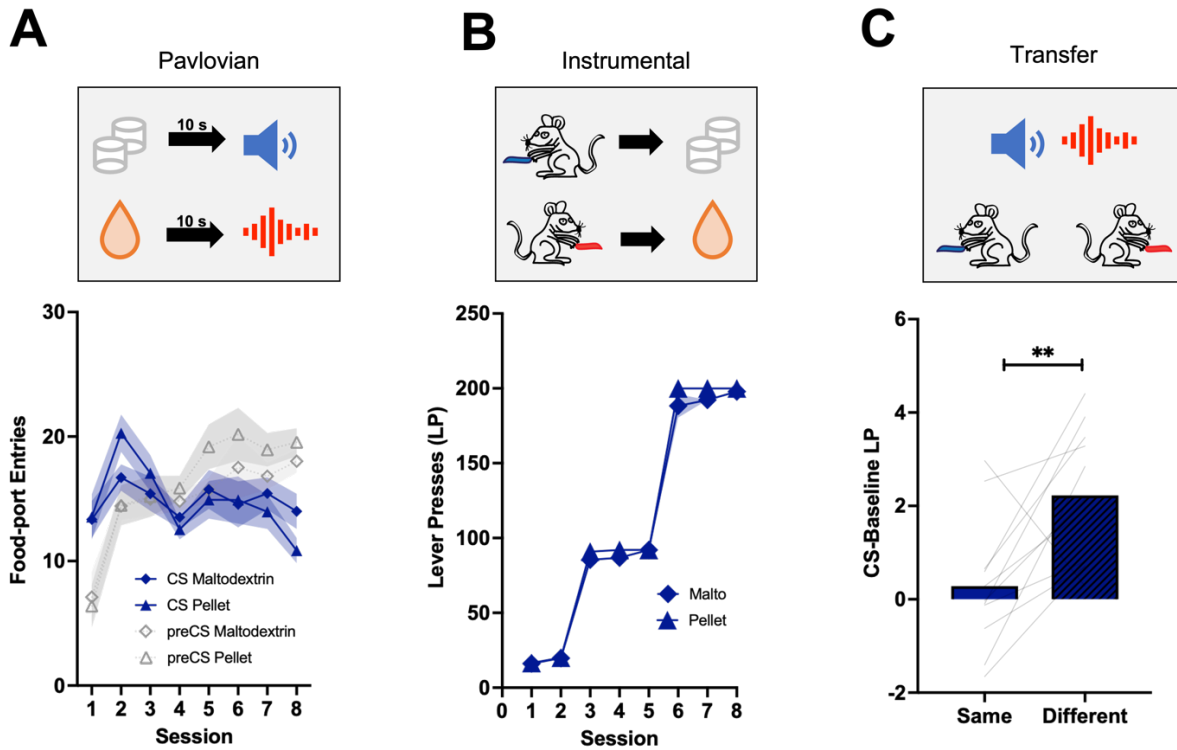 A
Pavlovian
10 s
10 s
30
20
10
0
Food-port Entries
CS Maltodextrin
CS Pellet
preCS Maltodextrin
preCS Pellet
1 2 3 4 5 6 7 8
Session
B
Instrumental
250
200
150
100
50
0
Lever Presses (LP)
Malto
Pellet
0 1 2 3 4 5 6 7 8
Session
C
Transfer
6
4
2
0
-2
CS-Baseline LP
**
Same Different